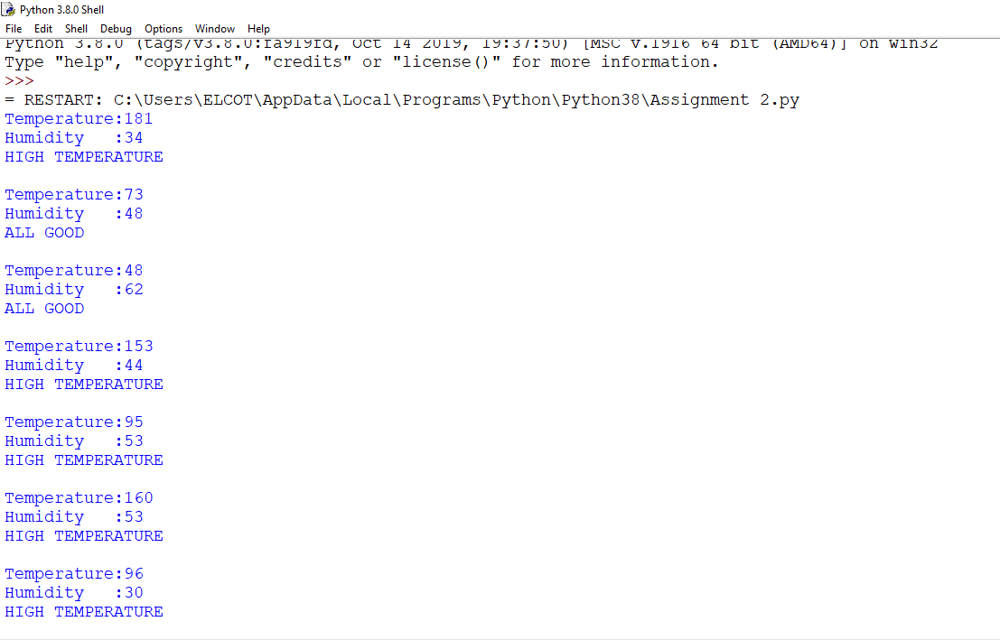 Python 3.8.0 Shell
File Edit Shell Debug Options Window Help
Python 3.8.0 (tags/v3.8.0:fa919fd, Oct 14 2019, 19:37:50) [MSC v.1916 64 bit (AMD64)] on win32
Type "help", "copyright", "credits" or "license()" for more information.
>>>
= RESTART: C:\Users\ELCOT\AppData\Local\Programs\Python\Python38\Assignment 2.py
Temperature:181
Humidity   :34
HIGH TEMPERATURE

Temperature:73
Humidity   :48
ALL GOOD

Temperature:48
Humidity   :62
ALL GOOD

Temperature:153
Humidity   :44
HIGH TEMPERATURE

Temperature:95
Humidity   :53
HIGH TEMPERATURE

Temperature:160
Humidity   :53
HIGH TEMPERATURE

Temperature:96
Humidity   :30
HIGH TEMPERATURE